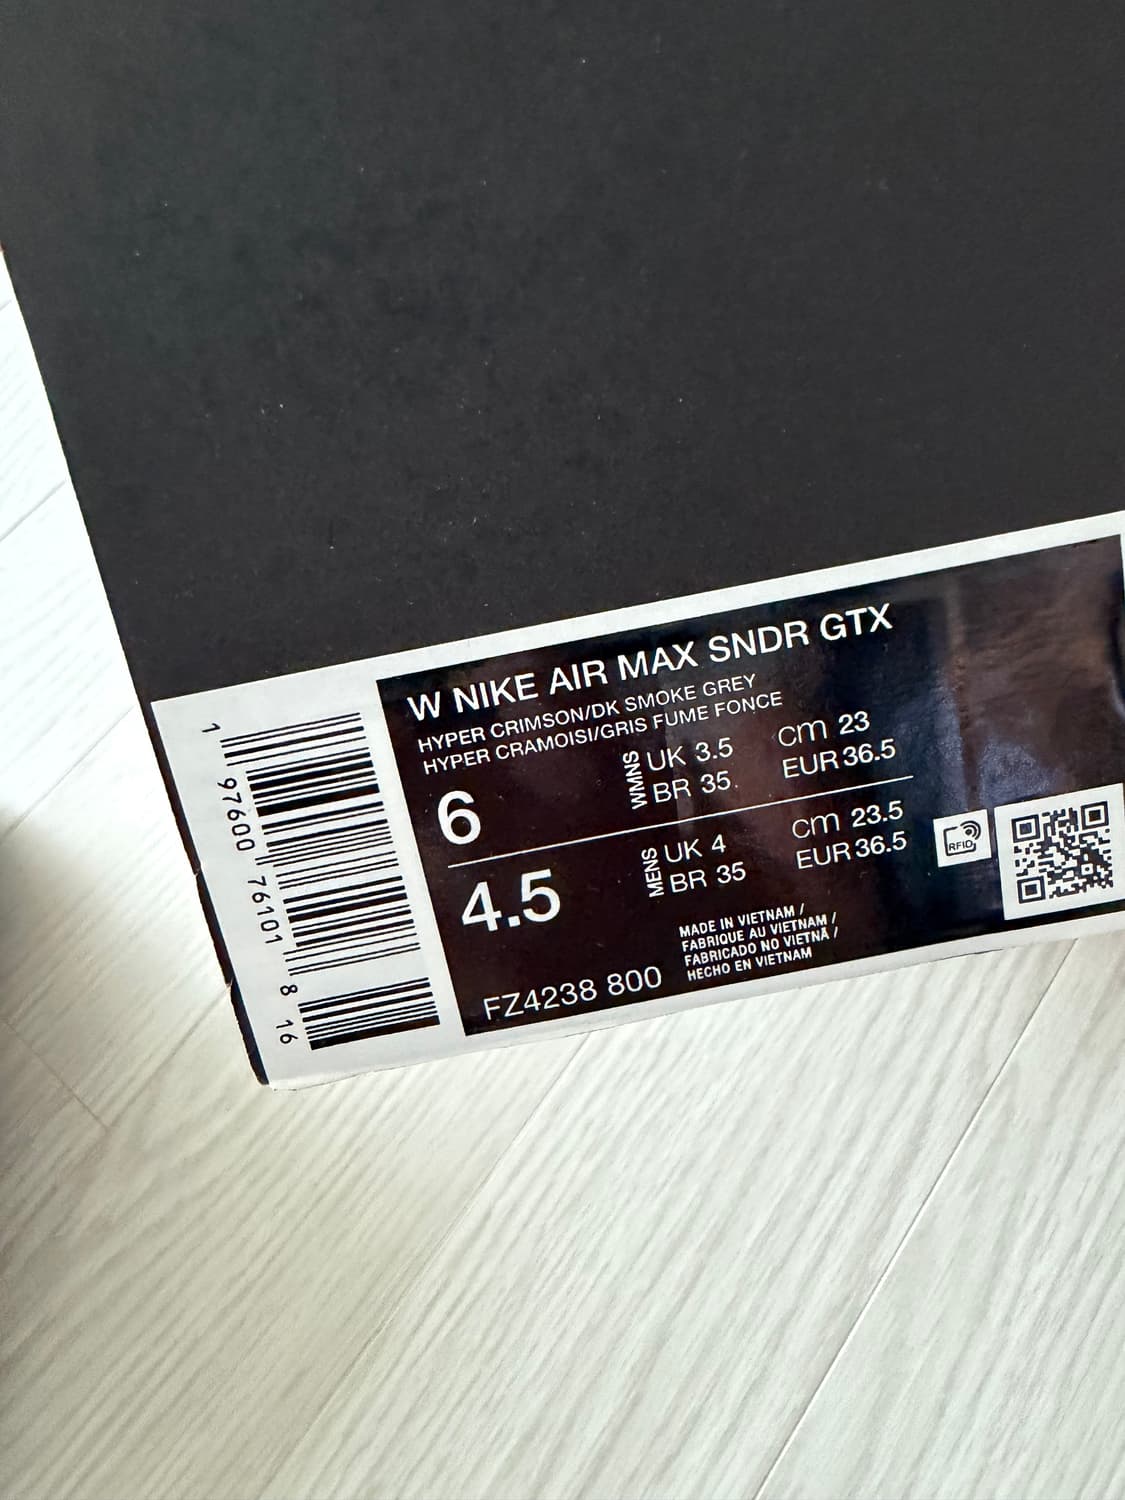 W NIKE AIR MAX SNDR GTX
HYPER CRIMSON/DK SMOKE GREY
HYPER CRAMOISI/GRIS FUME FONCE
6
WMNS
UK 3.5
BR 35
cm 23
EUR 36.5
4.5
MENS
UK 4
BR 35
cm 23.5
EUR 36.5
RFID
FZ4238 800
MADE IN VIETNAM /
FABRIQUE AU VIETNAM /
FABRICADO NO VIETNÃ /
HECHO EN VIETNAM
1 97600 76101 8 16